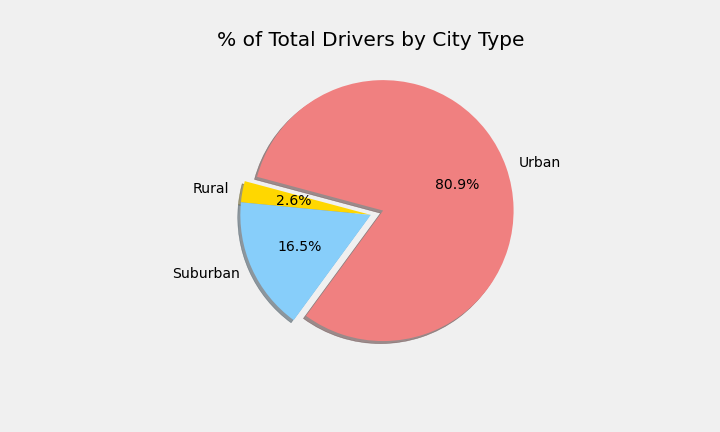 % of Total Drivers by City Type
Urban
80.9%
Rural
2.6%
16.5%
Suburban